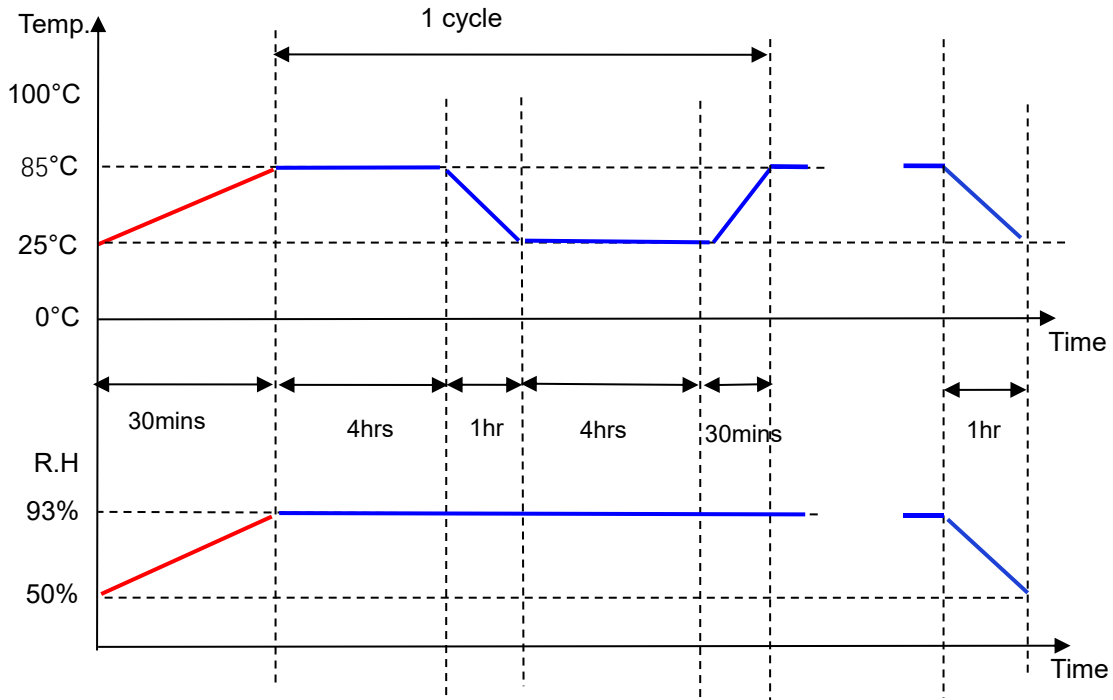 1 cycle
Temp.
100°C
85°C
25°C
0°C
Time
30mins
4hrs
1hr
4hrs
30mins
1hr
R.H
93%
50%
Time